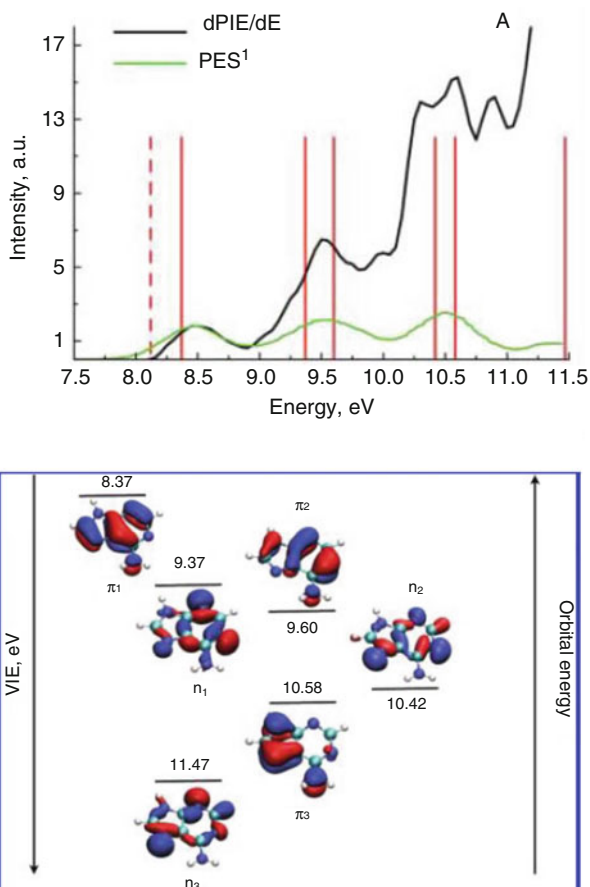 dPIE/dE
A
PES¹
17
13
9
5
1
Intensity, a.u.
7.5 8.0 8.5 9.0 9.5 10.0 10.5 11.0 11.5
Energy, eV
8.37
π1
π2
9.37
n1
9.60
n2
10.42
10.58
π3
11.47
n3
VIE, eV
Orbital energy